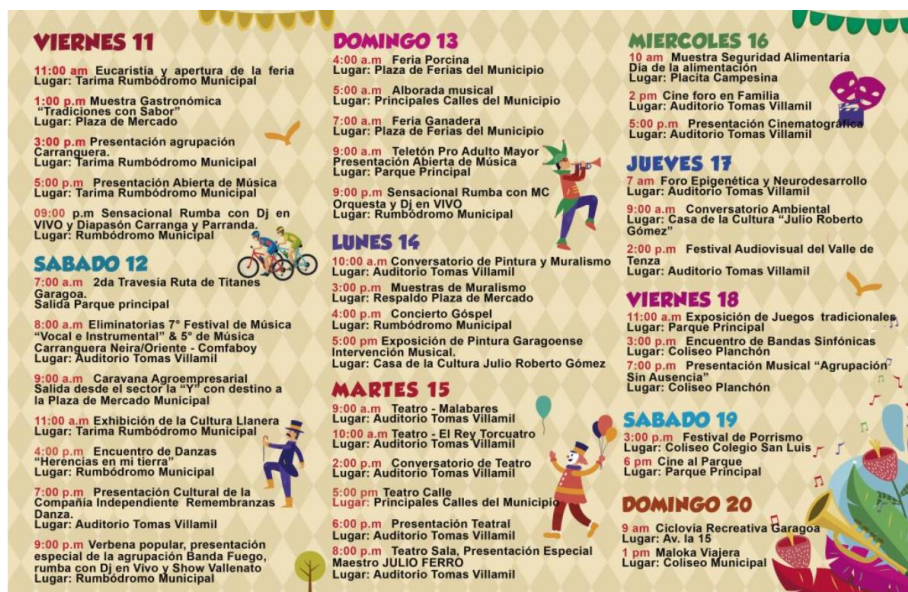 VIERNES 11
11:00 am Eucaristía y apertura de la feria
Lugar: Tarima Rumbódromo Municipal
1:00 p.m Muestra Gastronómica
“Tradiciones con Sabor”
Lugar: Plaza de Mercado
3:00 p.m Presentación agrupación
Carranguera.
Lugar: Tarima Rumbódromo Municipal
5:00 p.m Presentación Abierta de Música
Lugar: Tarima Rumbódromo Municipal
09:00 p.m Sensacional Rumba con Dj en
VIVO y Diapasón Carranga y Parranda.
Lugar: Rumbódromo Municipal
SABADO 12
7:00 a.m 2da Travesía Ruta de Titanes
Garagoa.
Salida Parque principal
8:00 a.m Eliminatorias 7° Festival de Música
“Vocal e Instrumental” & 5° de Música
Carranguera Neira/Oriente - Comfaboy
Lugar: Auditorio Tomas Villamil
9:00 a.m Caravana Agroempresarial
Salida desde el sector la “Y” con destino a
la Plaza de Mercado Municipal
11:00 a.m Exhibición de la Cultura Llanera
Lugar: Tarima Rumbódromo Municipal
4:00 p.m Encuentro de Danzas
“Herencias en mi tierra”
Lugar: Rumbódromo Municipal
7:00 p.m Presentación Cultural de la
Compañía Independiente Remembranzas
Danza.
Lugar: Auditorio Tomas Villamil
9:00 p.m Verbena popular, presentación
especial de la agrupación Banda Fuego,
rumba con Dj en Vivo y Show Vallenato
Lugar: Rumbódromo Municipal
DOMINGO 13
4:00 a.m Feria Porcina
Lugar: Plaza de Ferias del Municipio
5:00 a.m Alborada musical
Lugar: Principales Calles del Municipio
7:00 a.m Feria Ganadera
Lugar: Plaza de Ferias del Municipio
9:00 a.m Teletón Pro Adulto Mayor
Presentación Abierta de Música
Lugar: Parque Principal
9:00 p.m Sensacional Rumba con MC
Orquesta y Dj en VIVO
Lugar: Rumbódromo Municipal
LUNES 14
10:00 a.m Conversatorio de Pintura y Muralismo
Lugar: Auditorio Tomas Villamil
3:00 p.m Muestras de Muralismo
Lugar: Respaldo Plaza de Mercado
4:00 p.m Concierto Góspel
Lugar: Rumbódromo Municipal
5:00 pm Exposición de Pintura Garagoense
Intervención Musical.
Lugar: Casa de la Cultura Julio Roberto Gómez
MARTES 15
9:00 a.m Teatro - Malabares
Lugar: Auditorio Tomas Villamil
10:00 a.m Teatro - El Rey Torcuatro
Lugar: Auditorio Tomas Villamil
2:00 p.m Conversatorio de Teatro
Lugar: Auditorio Tomas Villamil
5:00 pm Teatro Calle
Lugar: Principales Calles del Municipio
6:00 p.m Presentación Teatral
Lugar: Auditorio Tomas Villamil
8:00 p.m Teatro Sala, Presentación Especial
Maestro JULIO FERRO
Lugar: Auditorio Tomas Villamil
MIERCOLES 16
10 am Muestra Seguridad Alimentaria
Día de la alimentación
Lugar: Placita Campesina
2 pm Cine foro en Familia
Lugar: Auditorio Tomas Villamil
5:00 p.m Presentación Cinematográfica
Lugar: Auditorio Tomas Villamil
JUEVES 17
7 am Foro Epigenética y Neurodesarrollo
Lugar: Auditorio Tomas Villamil
9:00 a.m Conversatorio Ambiental
Lugar: Casa de la Cultura “Julio Roberto
Gómez”
2:00 p.m Festival Audiovisual del Valle de
Tenza
Lugar: Auditorio Tomas Villamil
VIERNES 18
11:00 a.m Exposición de Juegos tradicionales
Lugar: Parque Principal
3:00 p.m Encuentro de Bandas Sinfónicas
Lugar: Coliseo Planchón
7:00 p.m Presentación Musical “Agrupación
Sin Ausencia”
Lugar: Coliseo Planchón
SABADO 19
3:00 p.m Festival de Porrismo
Lugar: Coliseo Colegio San Luis
6 pm Cine al Parque
Lugar: Parque Principal
DOMINGO 20
9 am Ciclovia Recreativa Garagoa
Lugar: Av. la 15
1 pm Maloka Viajera
Lugar: Coliseo Municipal